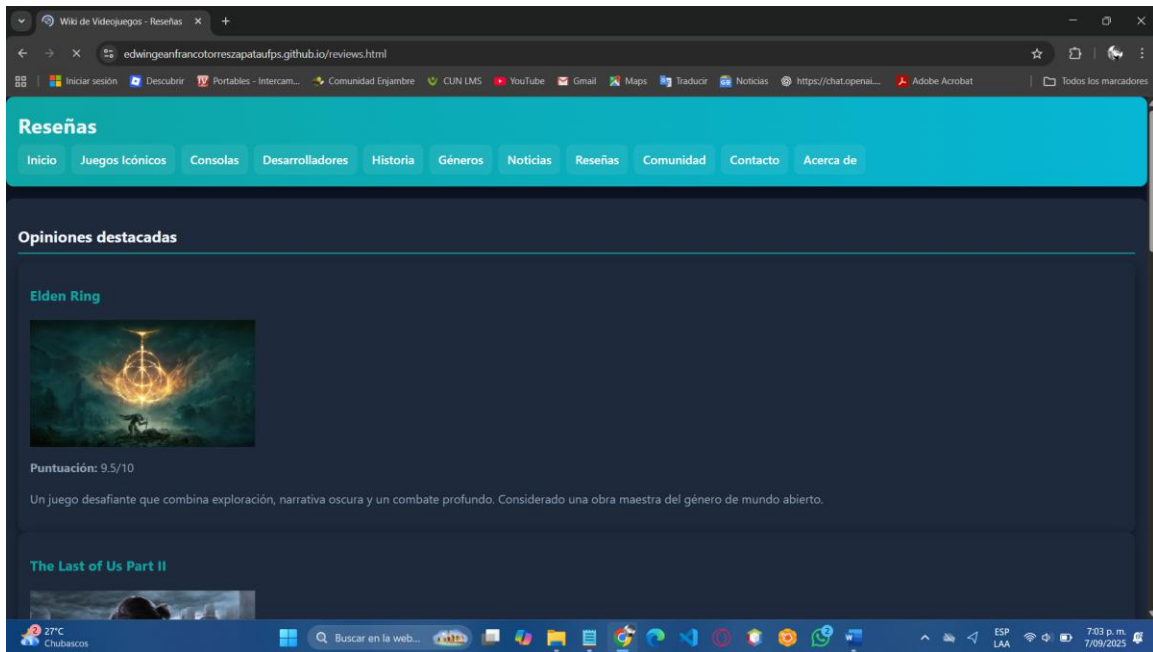 Wiki de Videojuegos - Reseñas
edwingeanfrancotorreszapataufps.github.io/reviews.html
Iniciar sesión Descubrir Portables - Intercam... Comunidad Enjambre CUN LMS YouTube Gmail Maps Traducir Noticias https://chat.openai.... Adobe Acrobat Todos los marcadores
Reseñas
Inicio Juegos Icónicos Consolas Desarrolladores Historia Géneros Noticias Reseñas Comunidad Contacto Acerca de
Opiniones destacadas
Elden Ring
Puntuación: 9.5/10
Un juego desafiante que combina exploración, narrativa oscura y un combate profundo. Considerado una obra maestra del género de mundo abierto.
The Last of Us Part II
27°C
Chubascos
Buscar en la web...
ESP
LAA
7:03 p. m.
7/09/2025